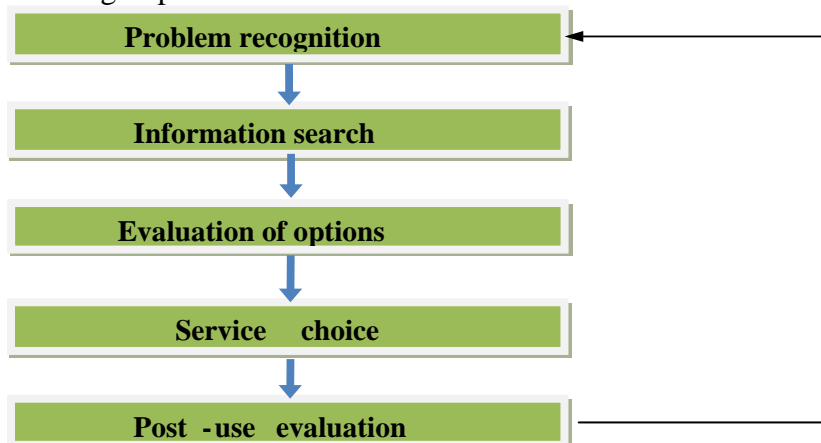 Problem recognition
Information search
Evaluation of options
Service choice
Post -use evaluation